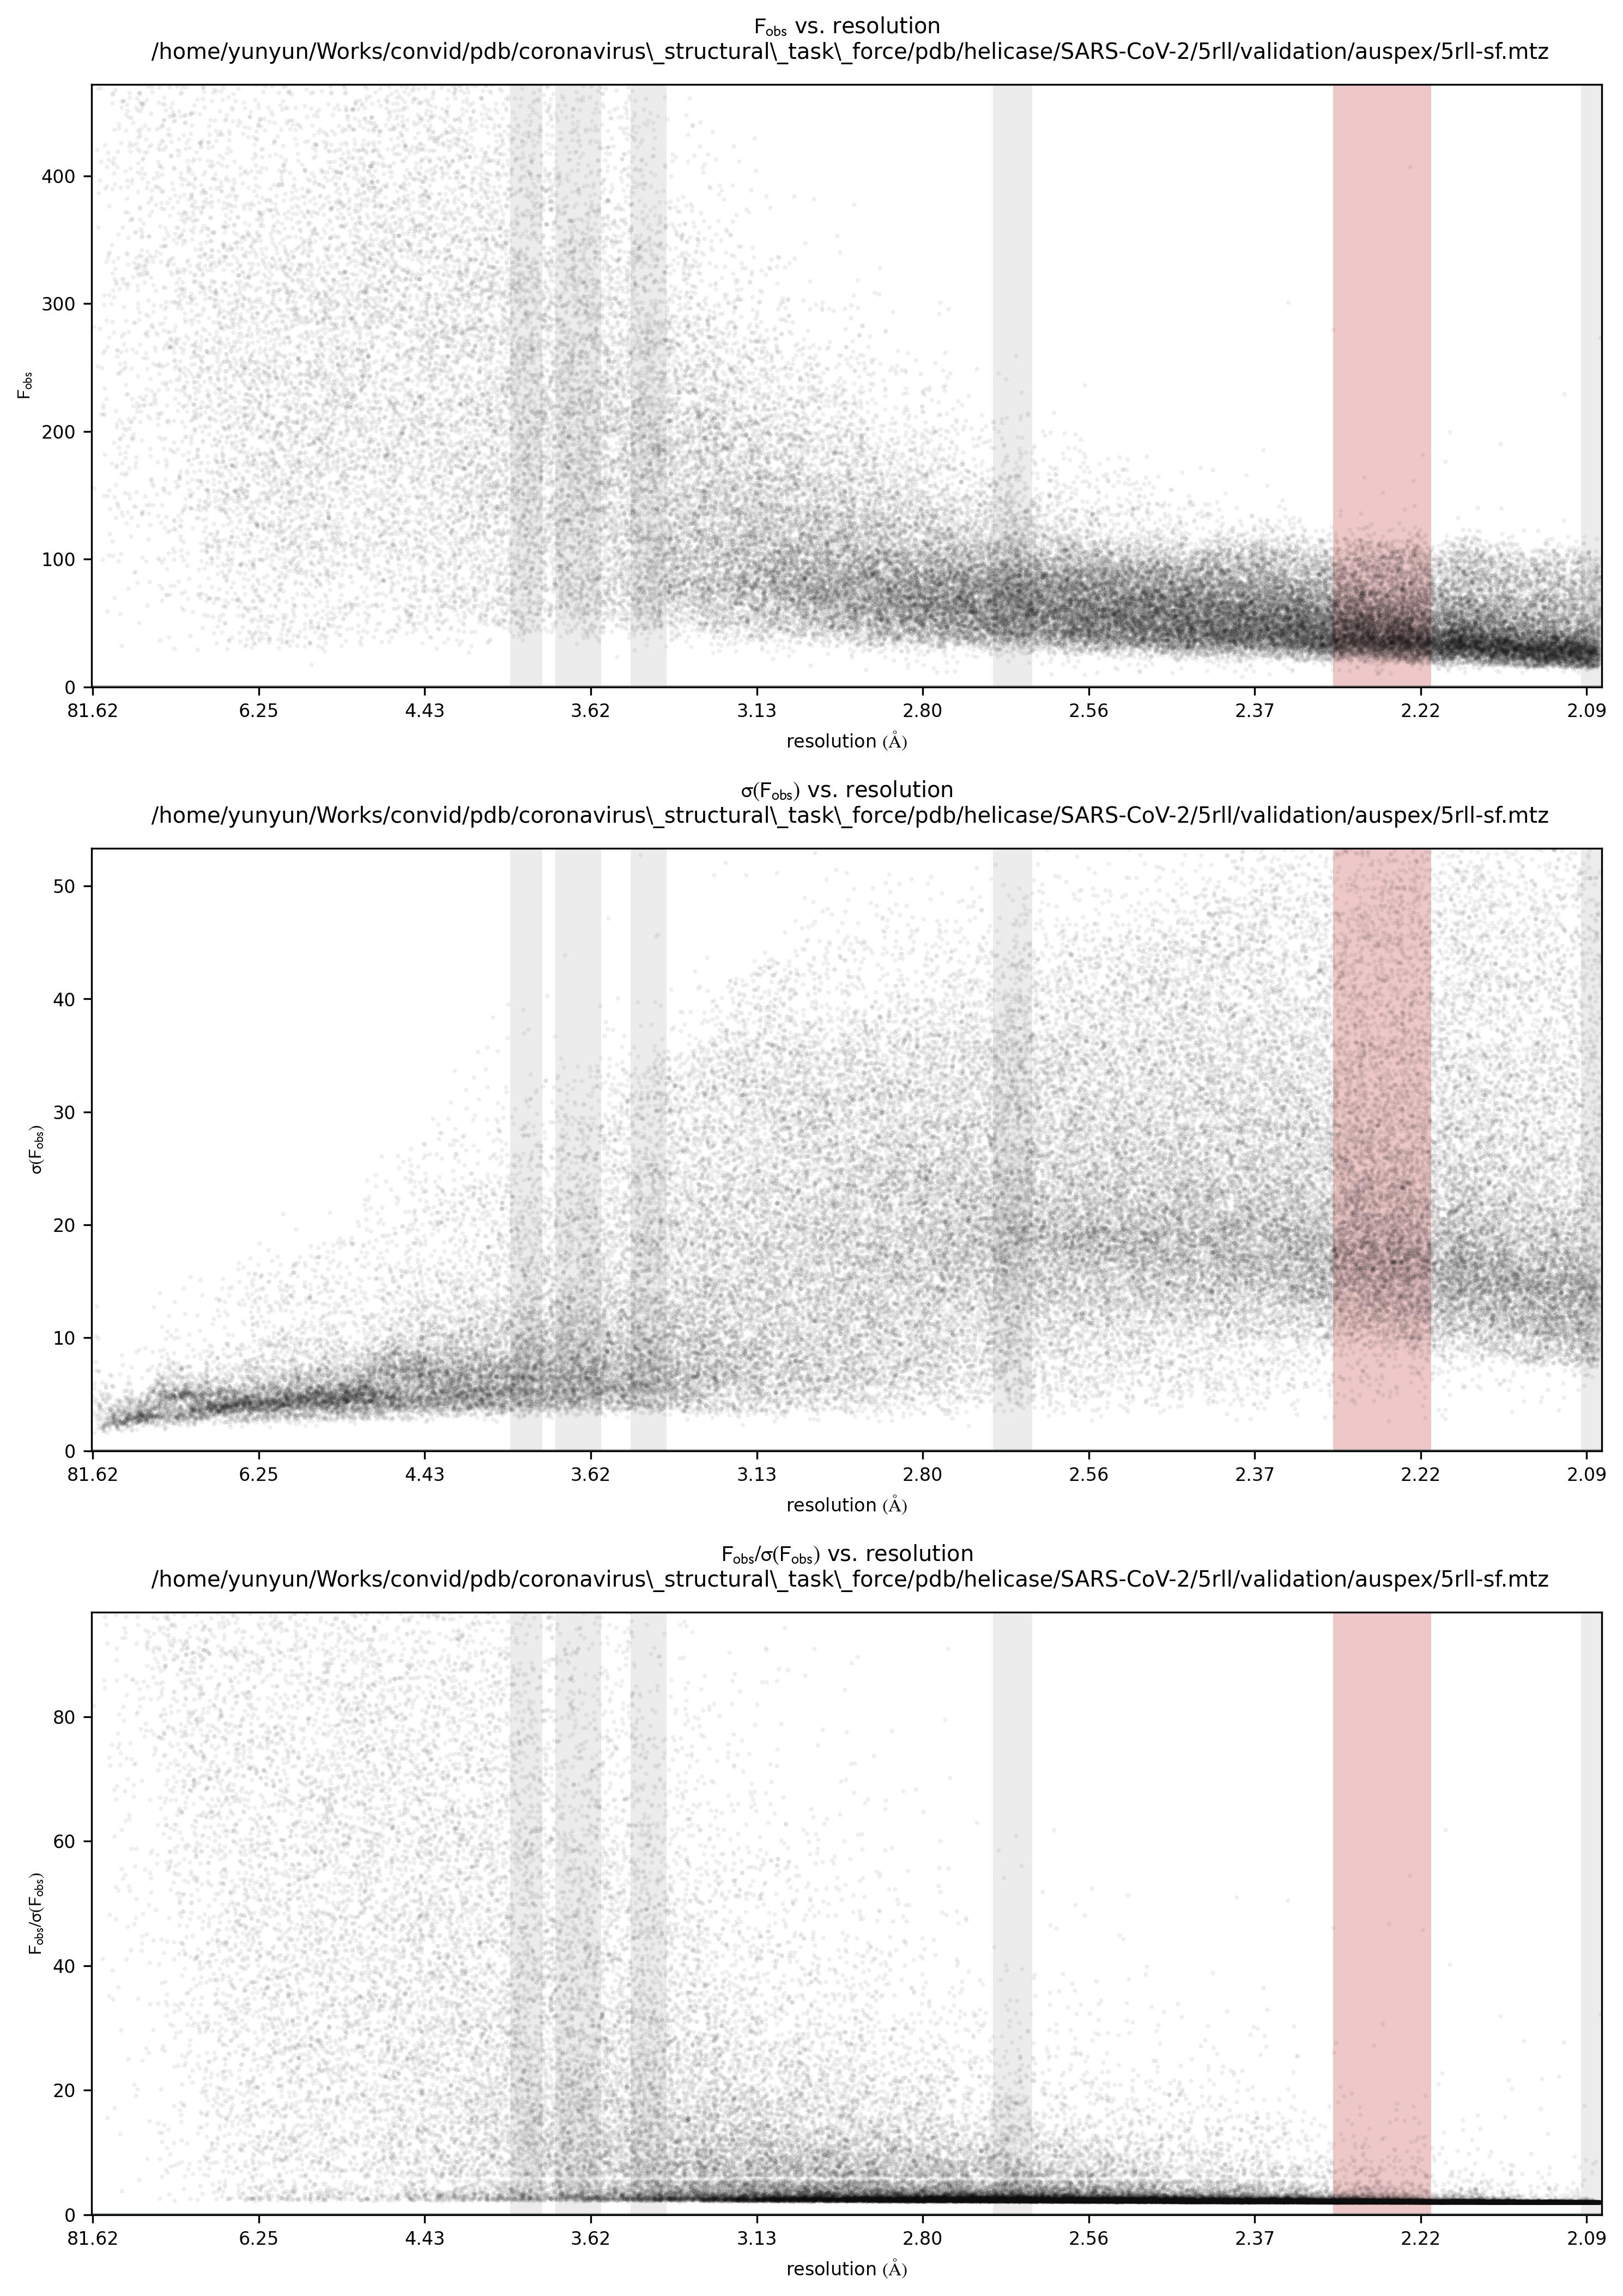 Fobs vs. resolution
/home/yunyun/Works/convid/pdb/coronavirus\_structural\_task\_force/pdb/helicase/SARS-CoV-2/5rll/validation/auspex/5rll-sf.mtz
Fobs
400
300
200
100
0
81.62 6.25 4.43 3.62 3.13 2.80 2.56 2.37 2.22 2.09
resolution (Å)
σ(Fobs) vs. resolution
/home/yunyun/Works/convid/pdb/coronavirus\_structural\_task\_force/pdb/helicase/SARS-CoV-2/5rll/validation/auspex/5rll-sf.mtz
σ(Fobs)
50
40
30
20
10
0
81.62 6.25 4.43 3.62 3.13 2.80 2.56 2.37 2.22 2.09
resolution (Å)
Fobs/σ(Fobs) vs. resolution
/home/yunyun/Works/convid/pdb/coronavirus\_structural\_task\_force/pdb/helicase/SARS-CoV-2/5rll/validation/auspex/5rll-sf.mtz
Fobs/σ(Fobs)
80
60
40
20
0
81.62 6.25 4.43 3.62 3.13 2.80 2.56 2.37 2.22 2.09
resolution (Å)